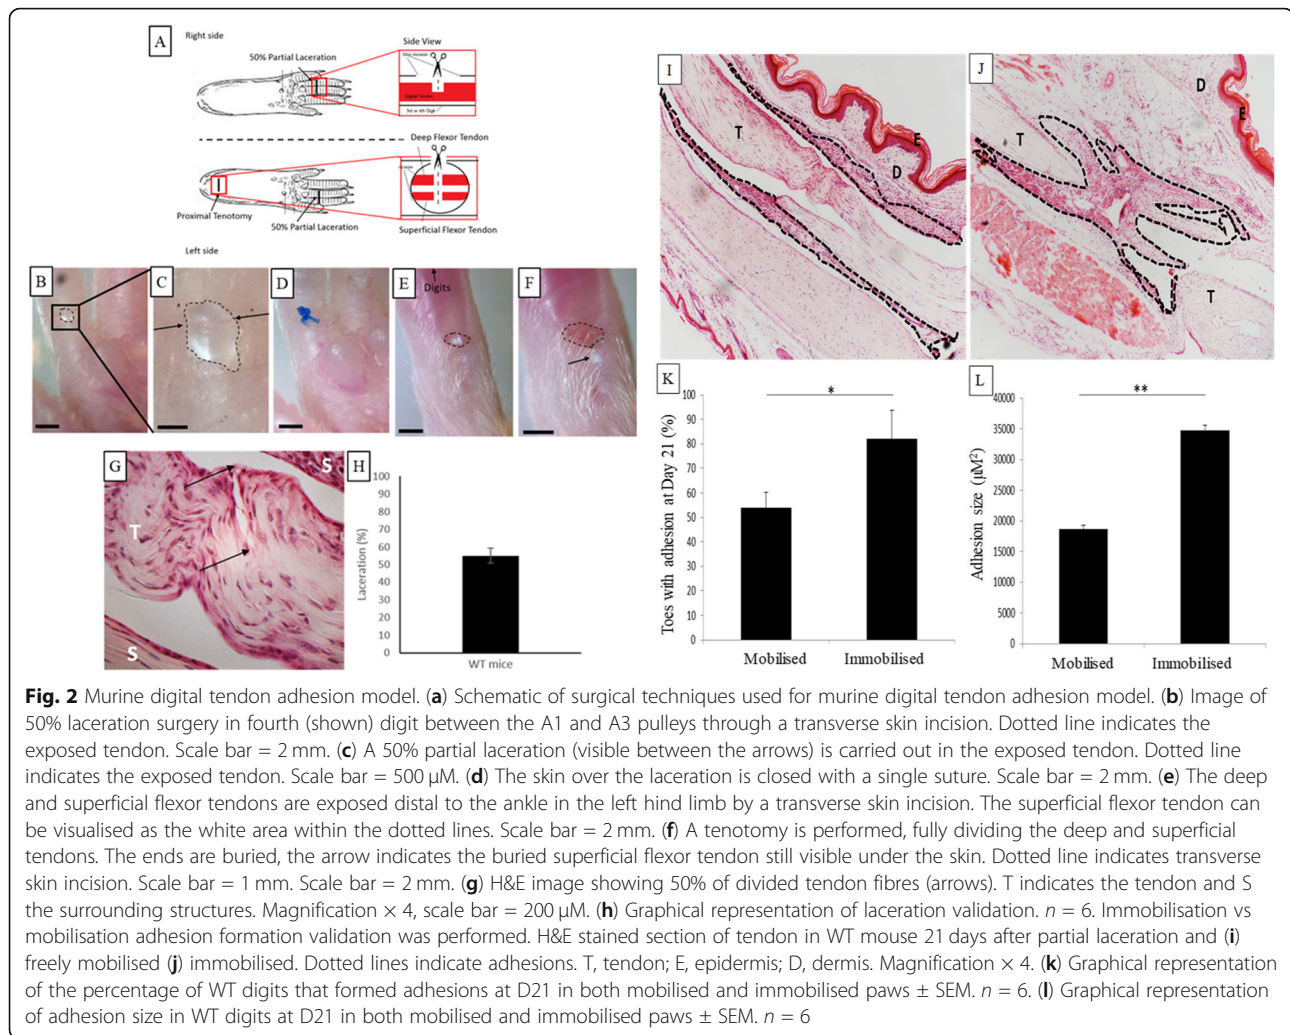 A
Right side
50% Partial Laceration
Side View
Skin incision
Digital Tendon
3rd or 4th Digit
Deep Flexor Tendon
Incision
Proximal Tenotomy
50% Partial Laceration
Superficial Flexor Tendon
Left side
B
C
D
E
Digits
F
G
S
T
S
H
100
90
80
70
60
50
40
30
20
10
0
Laceration (%)
WT mice
I
T
E
D
J
D
E
T
T
K
*
100
90
80
70
60
50
40
30
20
10
0
Toes with adhesion at Day 21 (%)
Mobilised
Immobilised
L
**
40000
35000
30000
25000
20000
15000
10000
5000
0
Adhesion size (µM²)
Mobilised
Immobilised
Fig. 2 Murine digital tendon adhesion model. (a) Schematic of surgical techniques used for murine digital tendon adhesion model. (b) Image of
50% laceration surgery in fourth (shown) digit between the A1 and A3 pulleys through a transverse skin incision. Dotted line indicates the
exposed tendon. Scale bar = 2 mm. (c) A 50% partial laceration (visible between the arrows) is carried out in the exposed tendon. Dotted line
indicates the exposed tendon. Scale bar = 500 µM. (d) The skin over the laceration is closed with a single suture. Scale bar = 2 mm. (e) The deep
and superficial flexor tendons are exposed distal to the ankle in the left hind limb by a transverse skin incision. The superficial flexor tendon can
be visualised as the white area within the dotted lines. Scale bar = 2 mm. (f) A tenotomy is performed, fully dividing the deep and superficial
tendons. The ends are buried, the arrow indicates the buried superficial flexor tendon still visible under the skin. Dotted line indicates transverse
skin incision. Scale bar = 1 mm. Scale bar = 2 mm. (g) H&E image showing 50% of divided tendon fibres (arrows). T indicates the tendon and S
the surrounding structures. Magnification × 4, scale bar = 200 µM. (h) Graphical representation of laceration validation. n = 6. Immobilisation vs
mobilisation adhesion formation validation was performed. H&E stained section of tendon in WT mouse 21 days after partial laceration and (i)
freely mobilised (j) immobilised. Dotted lines indicate adhesions. T, tendon; E, epidermis; D, dermis. Magnification × 4. (k) Graphical representation
of the percentage of WT digits that formed adhesions at D21 in both mobilised and immobilised paws ± SEM. n = 6. (l) Graphical representation
of adhesion size in WT digits at D21 in both mobilised and immobilised paws ± SEM. n = 6